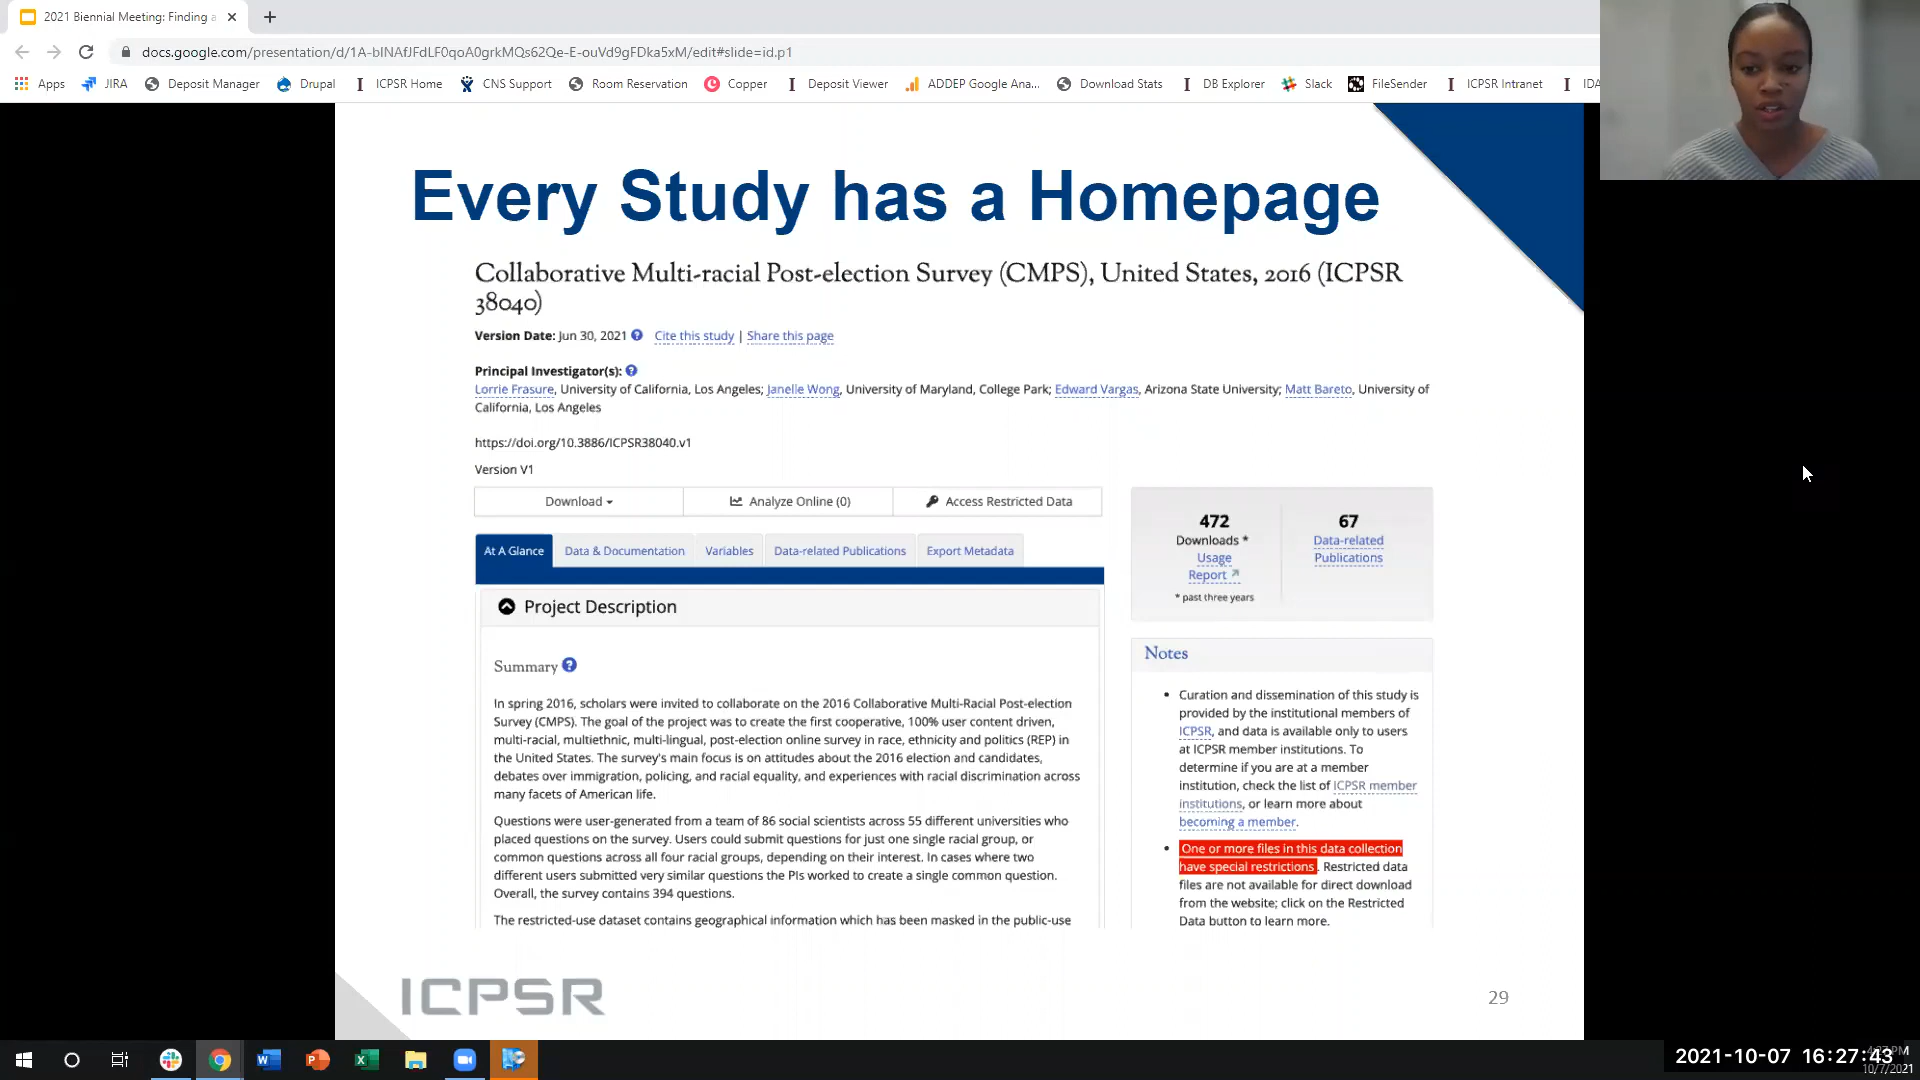 2021 Biennial Meeting: Finding a
docs.google.com/presentation/d/1A-bINAfJFdLF0qoA0grkMQs62Qe-E-ouVd9gFDka5xM/edit#slide=id.p1
Apps JIRA Deposit Manager Drupal ICPSR Home CNS Support Room Reservation Copper Deposit Viewer ADDEP Google Ana... Download Stats DB Explorer Slack FileSender ICPSR Intranet IDA
Every Study has a Homepage
Collaborative Multi-racial Post-election Survey (CMPS), United States, 2016 (ICPSR
38040)
Version Date: Jun 30, 2021 Cite this study | Share this page
Principal Investigator(s):
Lorrie Frasure, University of California, Los Angeles; Janelle Wong, University of Maryland, College Park; Edward Vargas, Arizona State University; Matt Bareto, University of
California, Los Angeles
https://doi.org/10.3886/ICPSR38040.v1
Version V1
Download Analyze Online (0) Access Restricted Data
At A Glance Data & Documentation Variables Data-related Publications Export Metadata
Project Description
Summary
In spring 2016, scholars were invited to collaborate on the 2016 Collaborative Multi-Racial Post-election
Survey (CMPS). The goal of the project was to create the first cooperative, 100% user content driven,
multi-racial, multiethnic, multi-lingual, post-election online survey in race, ethnicity and politics (REP) in
the United States. The survey's main focus is on attitudes about the 2016 election and candidates,
debates over immigration, policing, and racial equality, and experiences with racial discrimination across
many facets of American life.
Questions were user-generated from a team of 86 social scientists across 55 different universities who
placed questions on the survey. Users could submit questions for just one single racial group, or
common questions across all four racial groups, depending on their interest. In cases where two
different users submitted very similar questions the PIs worked to create a single common question.
Overall, the survey contains 394 questions.
The restricted-use dataset contains geographical information which has been masked in the public-use
472
Downloads *
Usage
Report
* past three years
67
Data-related
Publications
Notes
• Curation and dissemination of this study is
provided by the institutional members of
ICPSR, and data is available only to users
at ICPSR member institutions. To
determine if you are at a member
institution, check the list of ICPSR member
institutions, or learn more about
becoming a member.
• One or more files in this data collection
have special restrictions. Restricted data
files are not available for direct download
from the website; click on the Restricted
Data button to learn more.
ICPSR
29
2021-10-07 16:27:43
10/7/2021